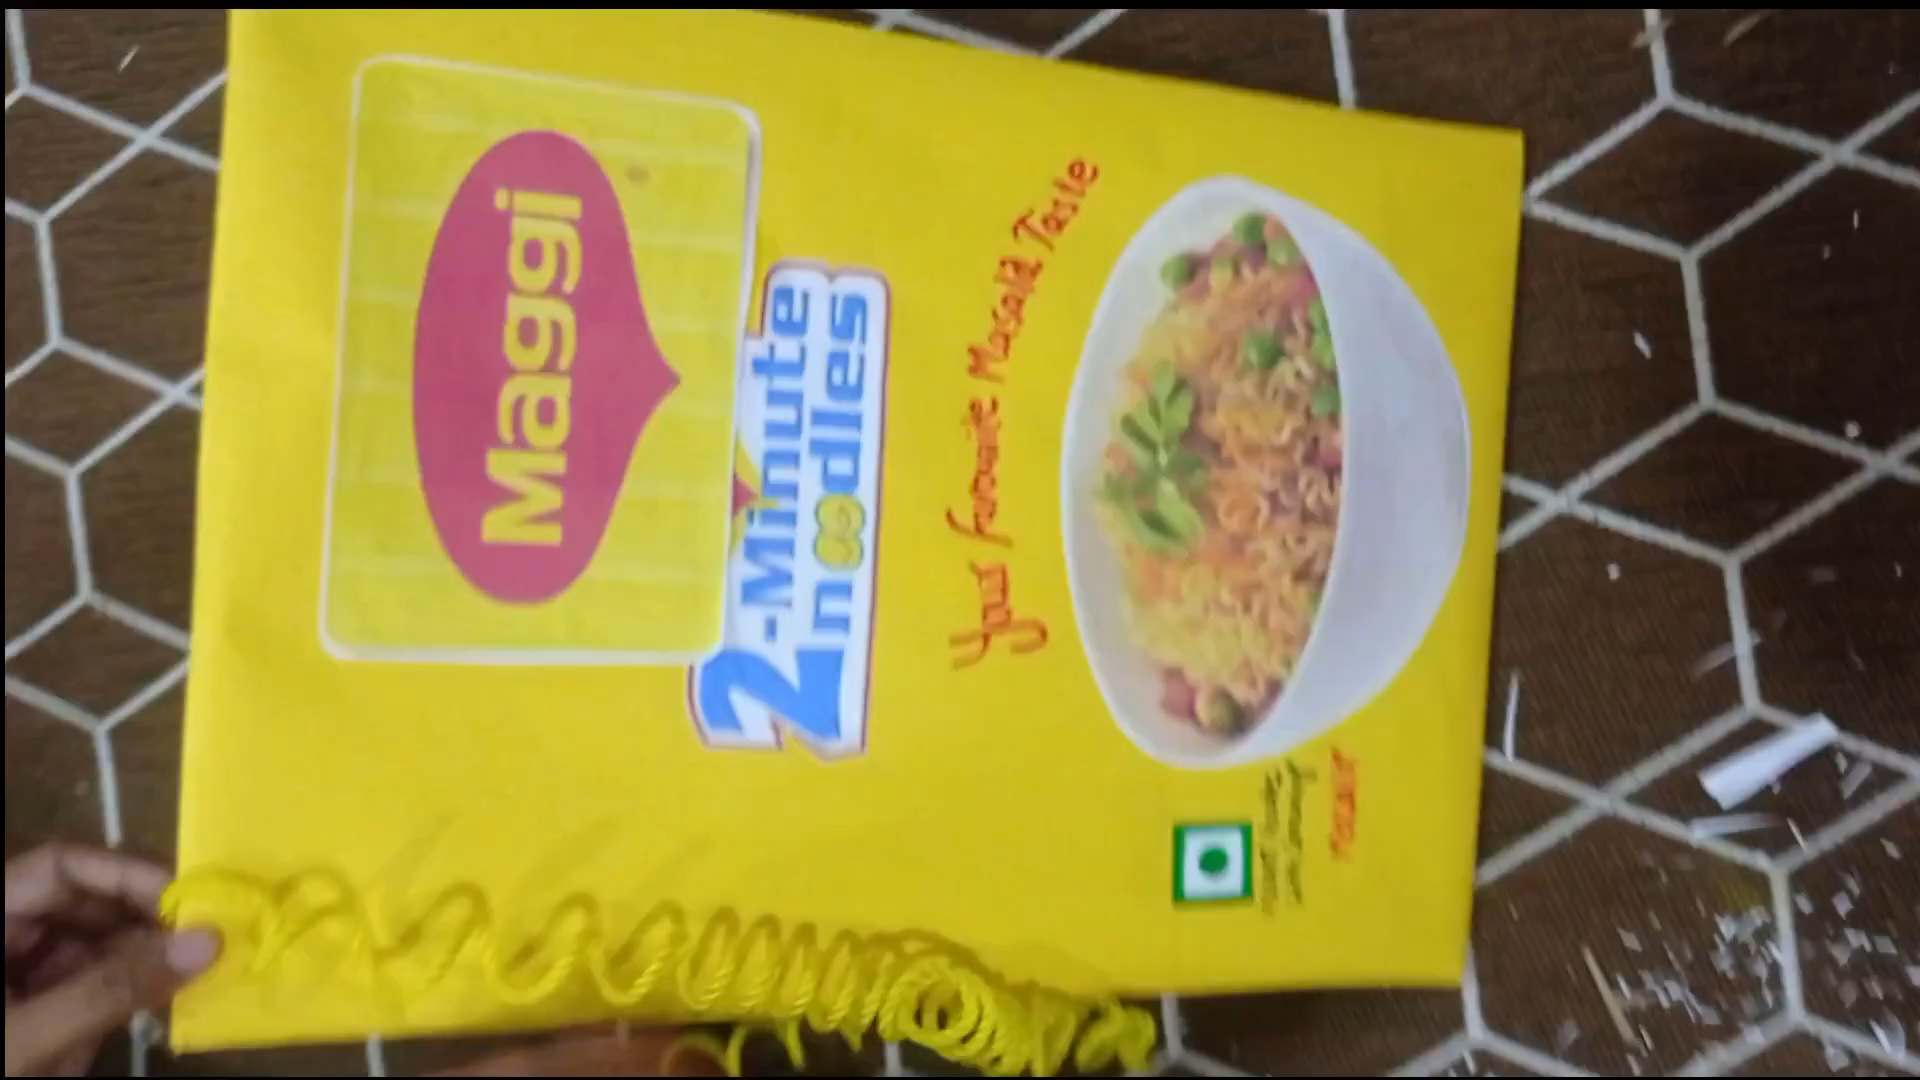 Maggi
2-Minute
noodles
Your favourite Masala Taste